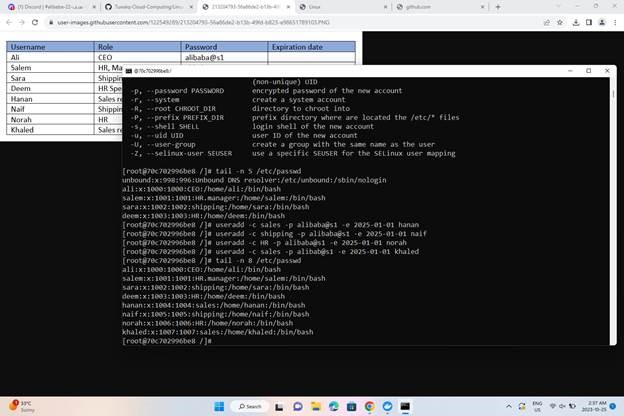 (1) Discord | #alibaba-22-صف
Tuwaiq-Cloud-Computing/Linu
213204793-56a86de2-b13b-49fd
Linux
github.com
user-images.githubusercontent.com/122549289/213204793-56a86de2-b13b-49fd-b823-e98651789103.PNG
Username Role Password Expiration date
Ali CEO alibaba@s1
Salem HR, Ma
Sara Shippin
Deem HR Spe
Hanan Sales re
Naif Shippin
Norah HR
Khaled Sales re
@70c702996be8:/
(non-unique) UID
-p, --password PASSWORD encrypted password of the new account
-r, --system create a system account
-R, --root CHROOT_DIR directory to chroot into
-P, --prefix PREFIX_DIR prefix directory where are located the /etc/* files
-s, --shell SHELL login shell of the new account
-u, --uid UID user ID of the new account
-U, --user-group create a group with the same name as the user
-Z, --selinux-user SEUSER use a specific SEUSER for the SELinux user mapping
[root@70c702996be8 /]# tail -n 5 /etc/passwd
unbound:x:998:996:Unbound DNS resolver:/etc/unbound:/sbin/nologin
ali:x:1000:1000:CEO:/home/ali:/bin/bash
salem:x:1001:1001:HR.manager:/home/salem:/bin/bash
sara:x:1002:1002:shipping:/home/sara:/bin/bash
deem:x:1003:1003:HR:/home/deem:/bin/bash
[root@70c702996be8 /]# useradd -c sales -p alibaba@s1 -e 2025-01-01 hanan
[root@70c702996be8 /]# useradd -c shipping -p alibaba@s1 -e 2025-01-01 naif
[root@70c702996be8 /]# useradd -c HR -p alibaba@s1 -e 2025-01-01 norah
[root@70c702996be8 /]# useradd -c sales -p alibab@s1 -e 2025-01-01 khaled
[root@70c702996be8 /]# tail -n 8 /etc/passwd
ali:x:1000:1000:CEO:/home/ali:/bin/bash
salem:x:1001:1001:HR.manager:/home/salem:/bin/bash
sara:x:1002:1002:shipping:/home/sara:/bin/bash
deem:x:1003:1003:HR:/home/deem:/bin/bash
hanan:x:1004:1004:sales:/home/hanan:/bin/bash
naif:x:1005:1005:shipping:/home/naif:/bin/bash
norah:x:1006:1006:HR:/home/norah:/bin/bash
khaled:x:1007:1007:sales:/home/khaled:/bin/bash
[root@70c702996be8 /]#
33°C
Sunny
Search
ENG
US
2:37 AM
2023-10-25